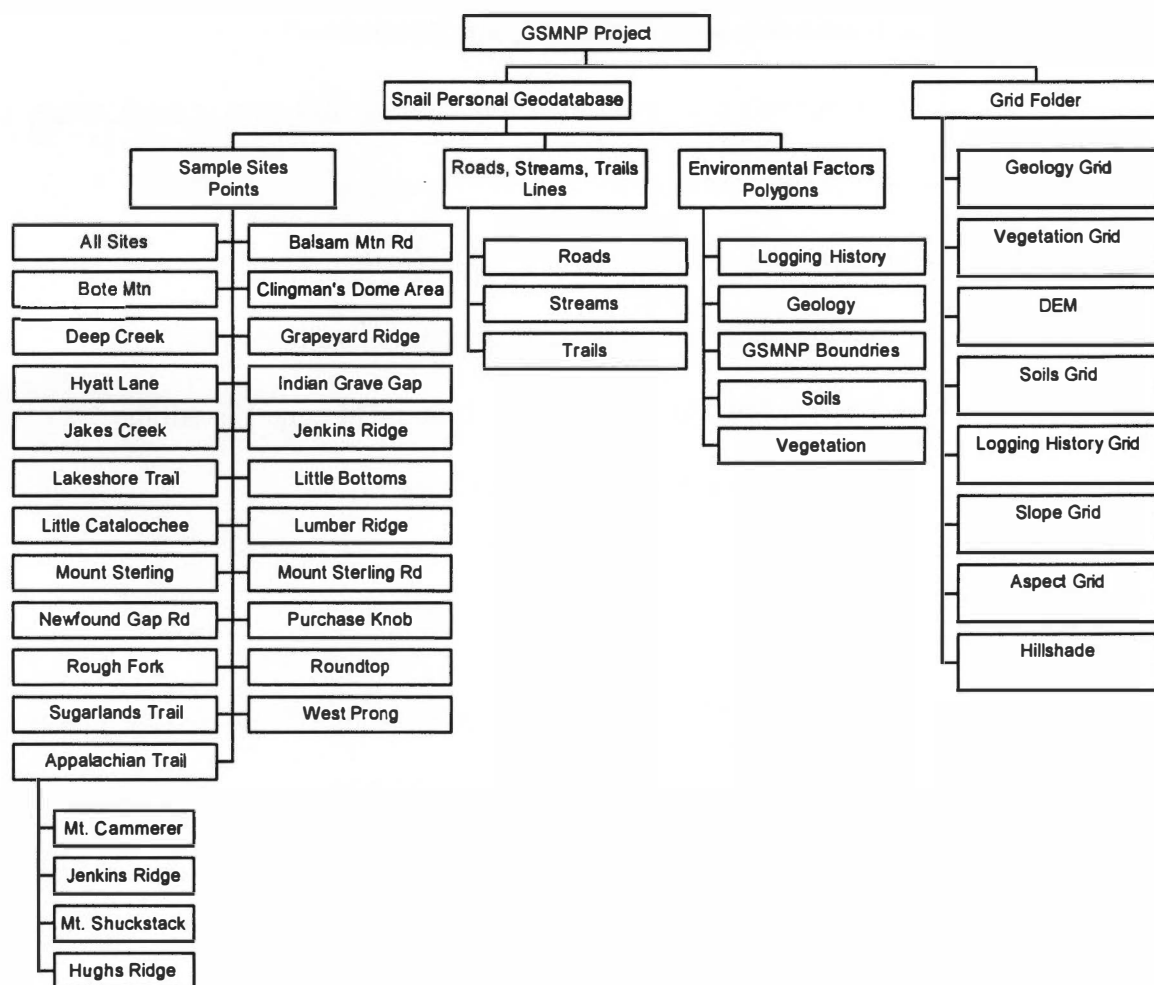 GSMNP Project
Snail Personal Geodatabase
Grid Folder
Sample Sites
Points
Roads, Streams, Trails
Lines
Environmental Factors
Polygons
All Sites
Balsam Mtn Rd
Bote Mtn
Clingman's Dome Area
Deep Creek
Grapeyard Ridge
Hyatt Lane
Indian Grave Gap
Jakes Creek
Jenkins Ridge
Lakeshore Trail
Little Bottoms
Little Cataloochee
Lumber Ridge
Mount Sterling
Mount Sterling Rd
Newfound Gap Rd
Purchase Knob
Rough Fork
Roundtop
Sugarlands Trail
West Prong
Appalachian Trail
Mt. Cammerer
Jenkins Ridge
Mt. Shuckstack
Hughs Ridge
Roads
Streams
Trails
Logging History
Geology
GSMNP Boundries
Soils
Vegetation
Geology Grid
Vegetation Grid
DEM
Soils Grid
Logging History Grid
Slope Grid
Aspect Grid
Hillshade